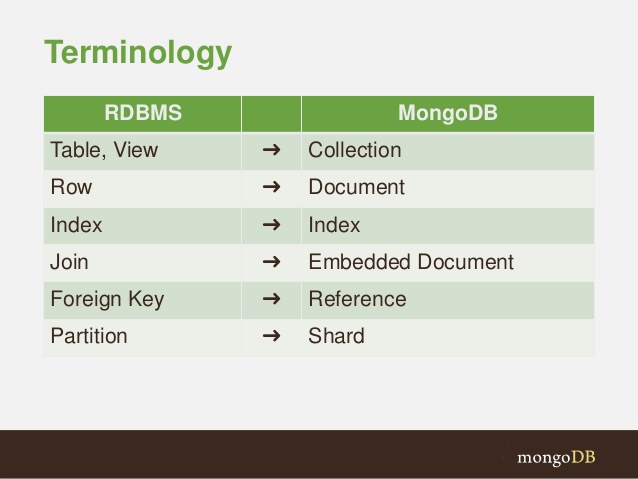 Terminology
RDBMS MongoDB
Table, View ➜ Collection
Row ➜ Document
Index ➜ Index
Join ➜ Embedded Document
Foreign Key ➜ Reference
Partition ➜ Shard
mongoDB